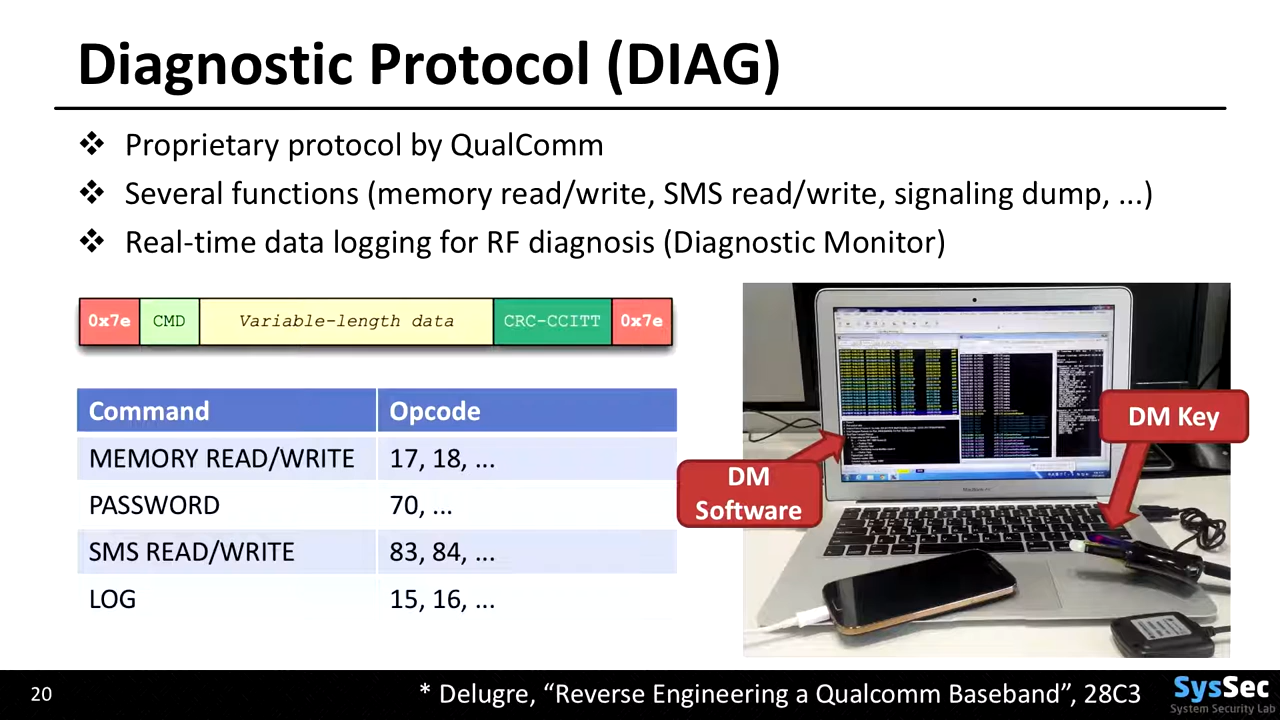 Diagnostic Protocol (DIAG)
❖ Proprietary protocol by QualComm
❖ Several functions (memory read/write, SMS read/write, signaling dump, ...)
❖ Real-time data logging for RF diagnosis (Diagnostic Monitor)
0x7e CMD Variable-length data CRC-CCITT 0x7e
Command Opcode
MEMORY READ/WRITE 17, 18, ...
PASSWORD 70, ...
SMS READ/WRITE 83, 84, ...
LOG 15, 16, ...
DM Key
DM
Software
20
* Delugre, “Reverse Engineering a Qualcomm Baseband”, 28C3
SysSec
System Security Lab